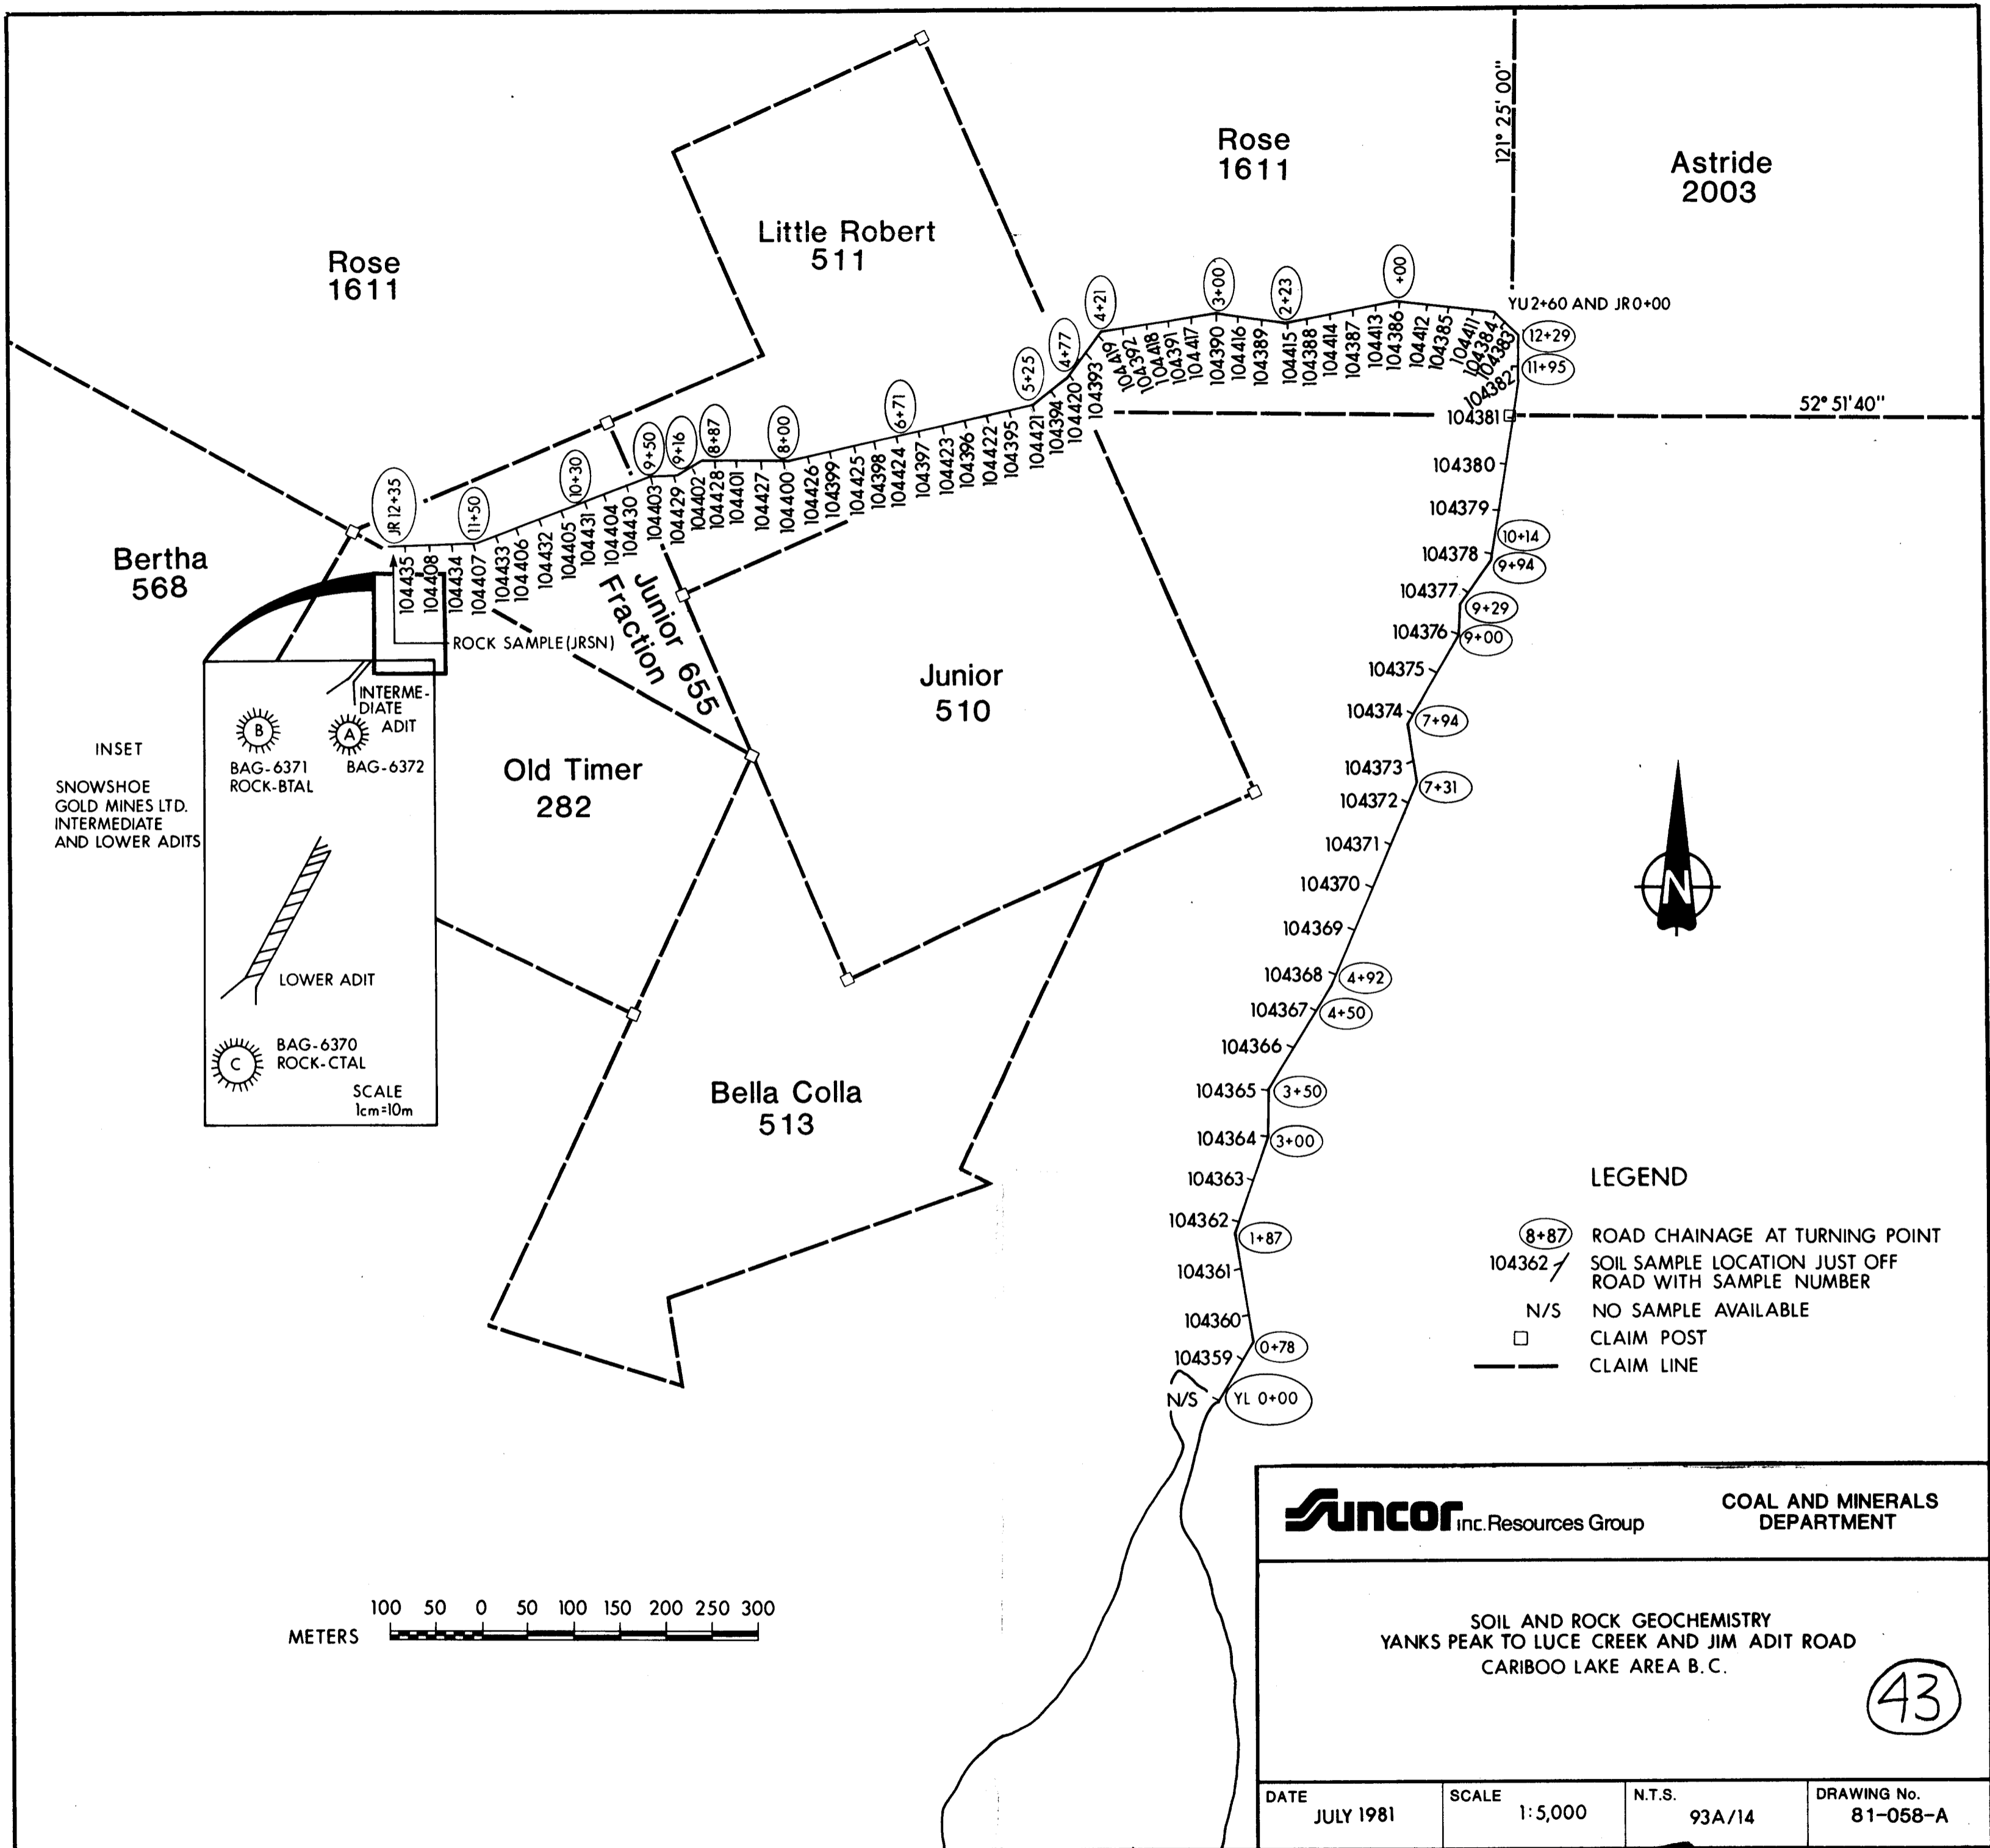 Rose
1611
Little Robert
511
Rose
1611
121° 25' 00"
Astride
2003
YU 2+60 AND JR 0+00
12+29
11+95
52° 51' 40"
4+21
3+00
2+23
+00
4+77
5+25
6+71
8+00
8+87
9+16
9+50
10+30
11+50
JR 12+35
104435
104408
104434
104407
104433
104406
104432
104405
104431
104404
104430
104403
104429
104402
104428
104401
104427
104400
104426
104399
104425
104398
104424
104397
104423
104396
104422
104395
104421
104394
104420
104393
104419
104392
104418
104391
104417
104390
104416
104389
104415
104388
104414
104387
104413
104386
104412
104385
104411
104384
104383
104382
104381
104380
104379
10+14
104378
9+94
104377
9+29
104376
9+00
104375
104374
7+94
104373
7+31
104372
104371
104370
104369
104368
4+92
104367
4+50
104366
104365
3+50
104364
3+00
104363
104362
1+87
104361
104360
0+78
104359
N/S
YL 0+00
Bertha
568
ROCK SAMPLE (JRSN)
Junior 655
Fraction
Junior
510
Old Timer
282
Bella Colla
513
INSET
SNOWSHOE
GOLD MINES LTD.
INTERMEDIATE
AND LOWER ADITS
INTERME-
DIATE
ADIT
B
A
BAG-6371
ROCK-BTAL
BAG-6372
LOWER ADIT
C
BAG-6370
ROCK-CTAL
SCALE
1cm=10m
N
LEGEND
8+87 ROAD CHAINAGE AT TURNING POINT
104362 SOIL SAMPLE LOCATION JUST OFF
ROAD WITH SAMPLE NUMBER
N/S NO SAMPLE AVAILABLE
CLAIM POST
CLAIM LINE
100 50 0 50 100 150 200 250 300
METERS
Suncor Inc. Resources Group
COAL AND MINERALS
DEPARTMENT
SOIL AND ROCK GEOCHEMISTRY
YANKS PEAK TO LUCE CREEK AND JIM ADIT ROAD
CARIBOO LAKE AREA B.C.
43
DATE
JULY 1981
SCALE
1:5,000
N.T.S.
93A/14
DRAWING No.
81-058-A